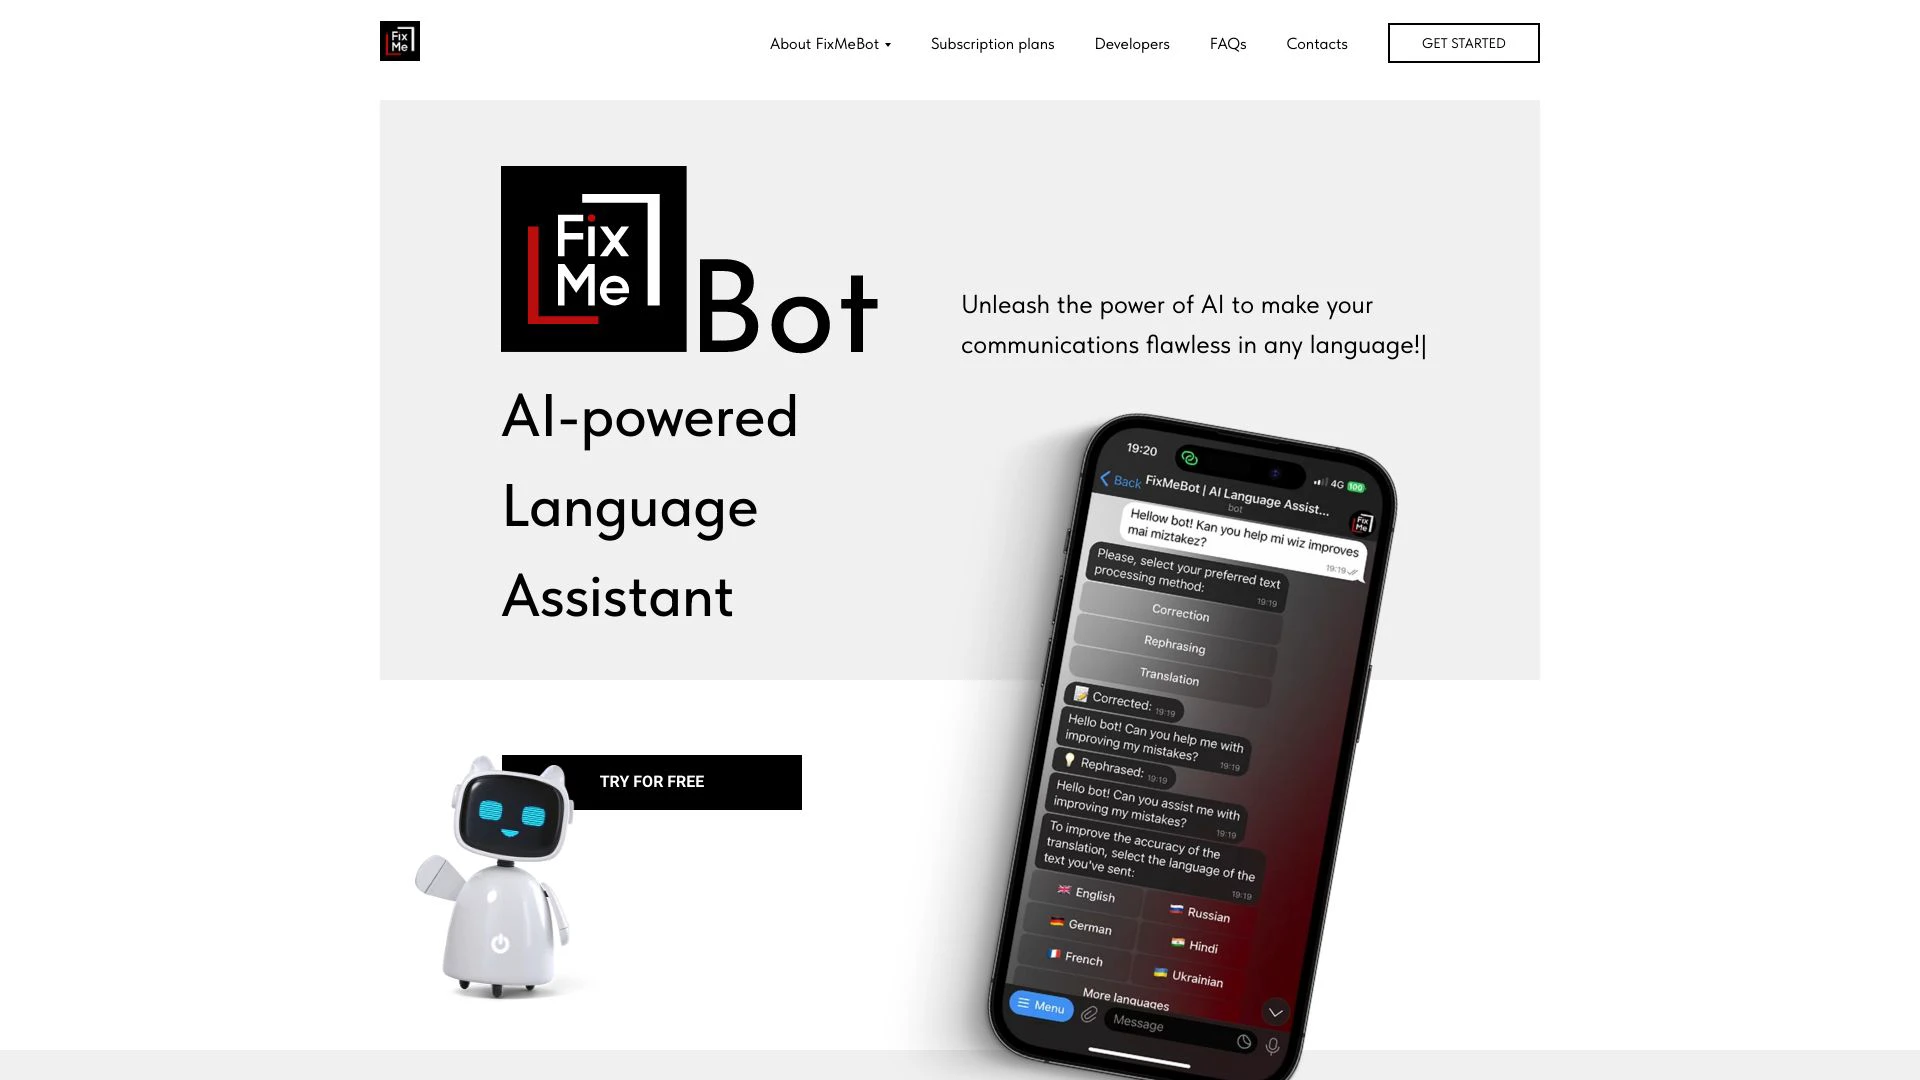 Fix
Me
About FixMeBot
Subscription plans
Developers
FAQs
Contacts
GET STARTED
Fix
Me
Bot
AI-powered
Language
Assistant
Unleash the power of AI to make your
communications flawless in any language!|
TRY FOR FREE
19:20
4G
100
Back
FixMeBot | AI Language Assist...
bot
Fix
Me
Hellow bot! Kan you help mi wiz improves
mai miztakez?
19:19
Please, select your preferred text
processing method:
19:19
Correction
Rephrasing
Translation
Corrected:
19:19
Hello bot! Can you help me with
improving my mistakes?
19:19
Rephrased:
19:19
Hello bot! Can you assist me with
improving my mistakes?
19:19
To improve the accuracy of the
translation, select the language of the
text you've sent:
19:19
English
Russian
German
Hindi
French
Ukrainian
More languages
Menu
Message